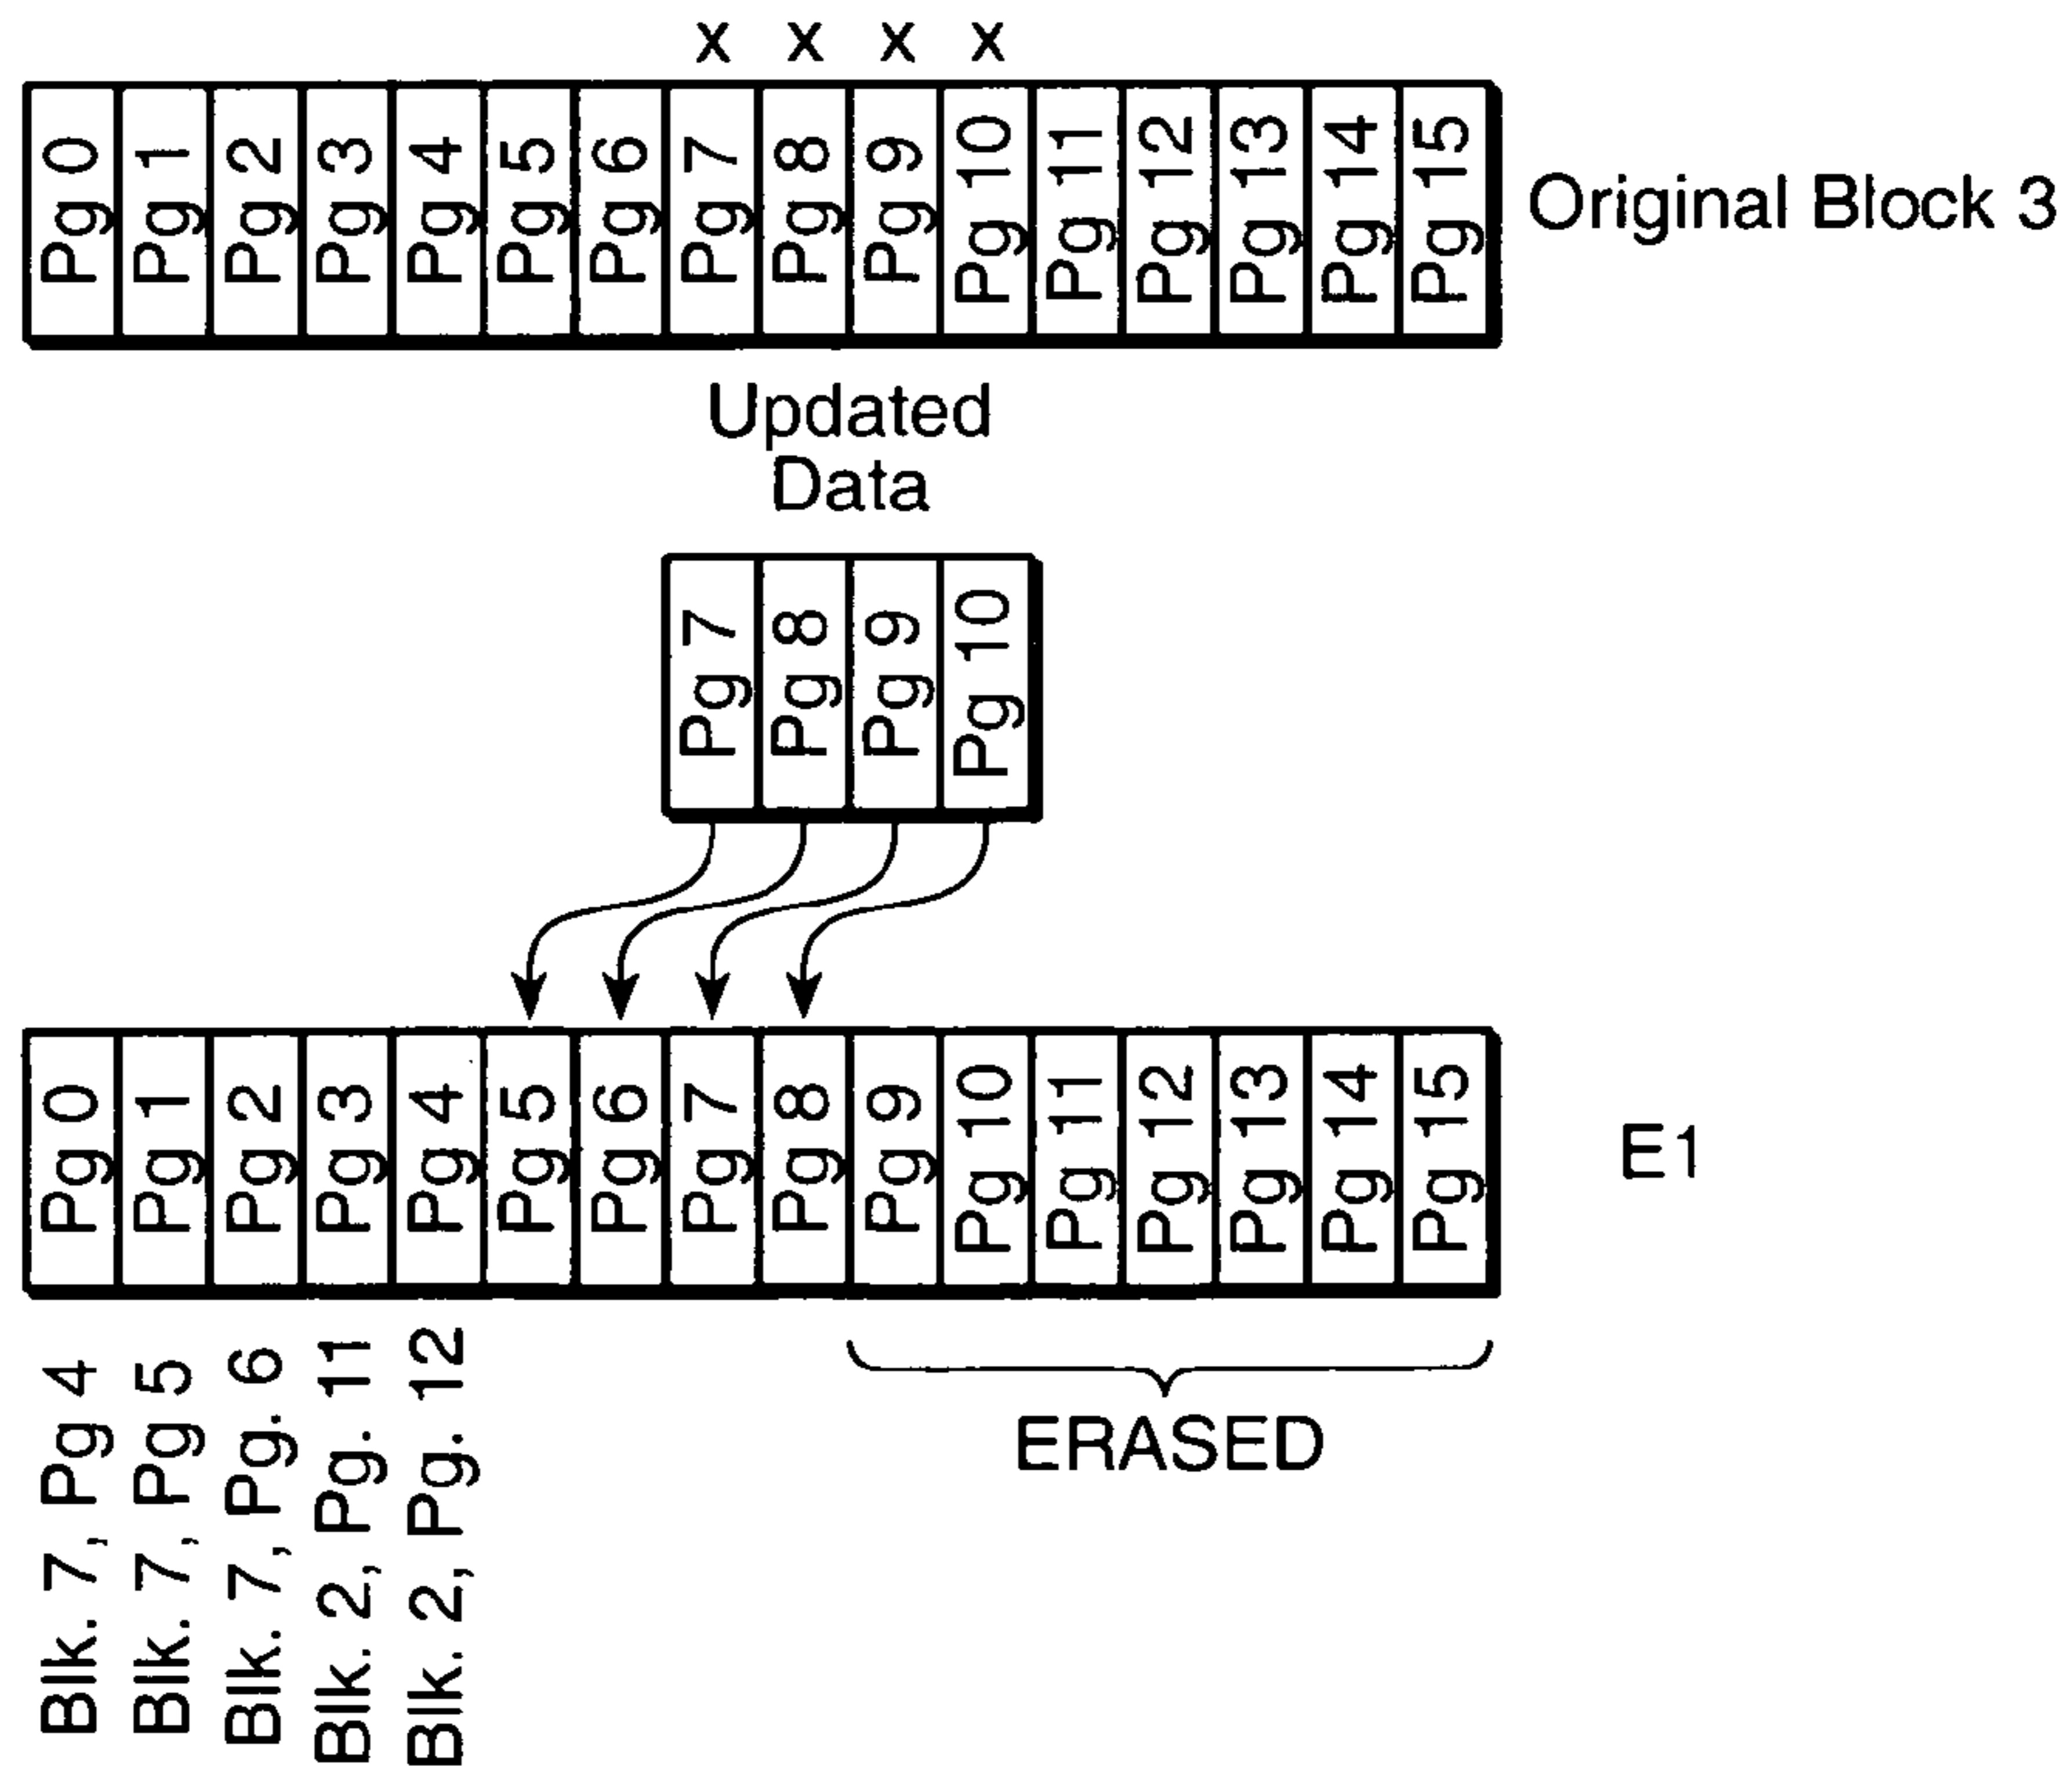 x x x x
Pg 0 Pg 1 Pg 2 Pg 3 Pg 4 Pg 5 Pg 6 Pg 7 Pg 8 Pg 9 Pg 10 Pg 11 Pg 12 Pg 13 Pg 14 Pg 15
Original Block 3
Updated
Data
Pg 7 Pg 8 Pg 9 Pg 10
Pg 0 Pg 1 Pg 2 Pg 3 Pg 4 Pg 5 Pg 6 Pg 7 Pg 8 Pg 9 Pg 10 Pg 11 Pg 12 Pg 13 Pg 14 Pg 15
E1
Blk. 7, Pg 4
Blk. 7, Pg 5
Blk. 7, Pg. 6
Blk. 2, Pg. 11
Blk. 2, Pg. 12
ERASED